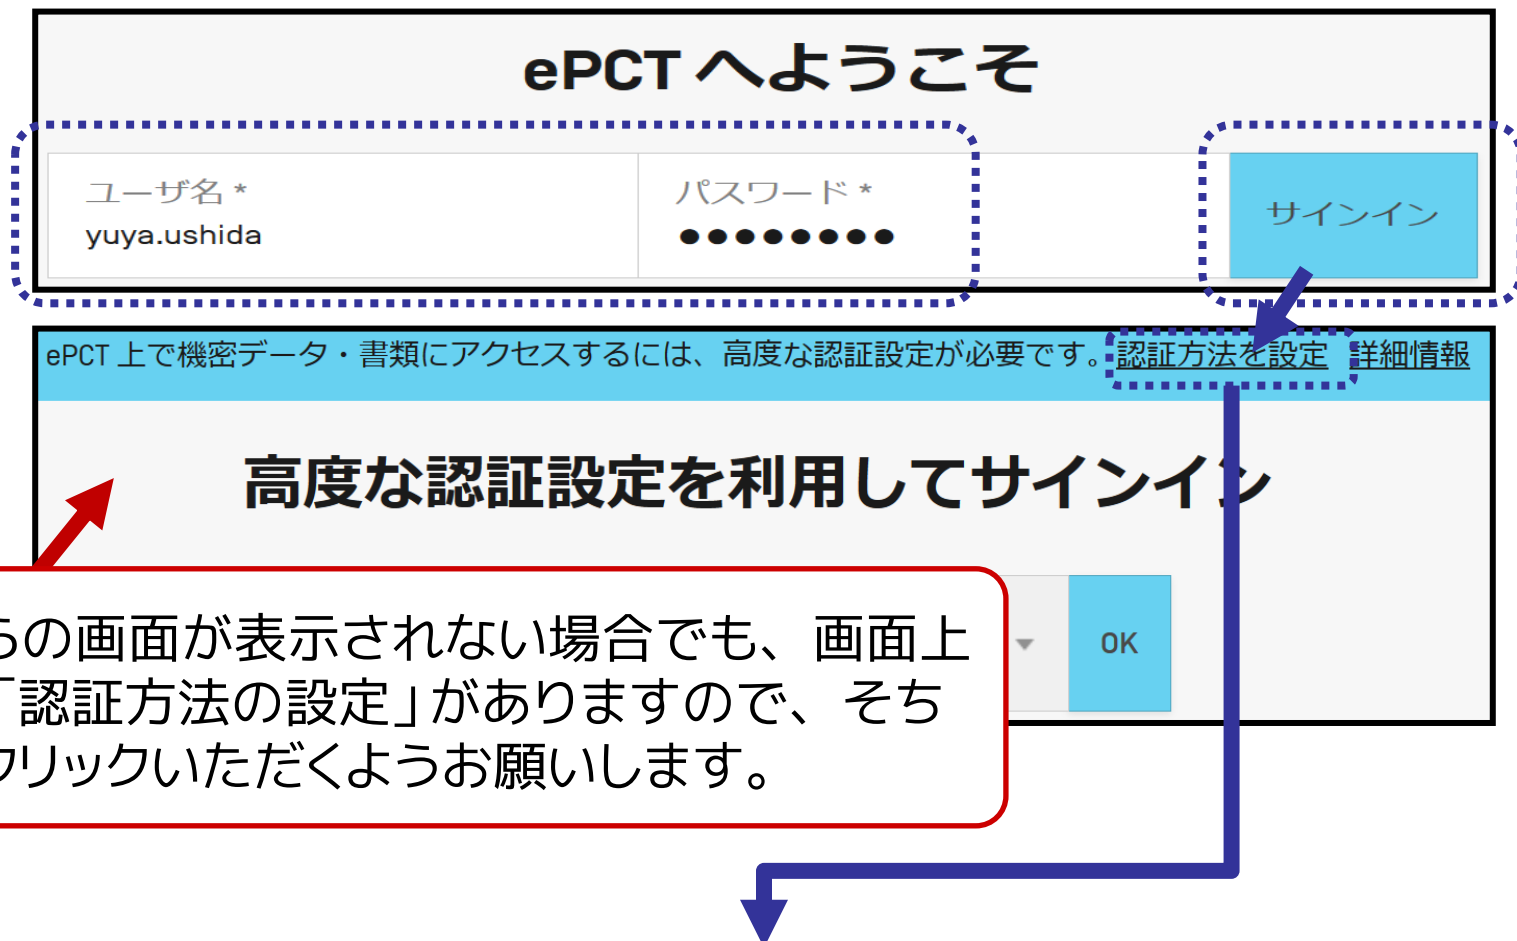 ePCT へようこそ
ユーザ名 *
yuya.ushida
パスワード *
●●●●●●●●
サインイン
ePCT 上で機密データ・書類にアクセスするには、高度な認証設定が必要です。 認証方法を設定 詳細情報
高度な認証設定を利用してサインイン
らの画面が表示されない場合でも、画面上
「認証方法の設定」がありますので、そち
クリックいただくようお願いします。
OK